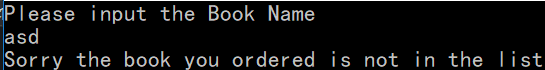 Please input the Book Name
asd
Sorry the book you ordered is not in the list